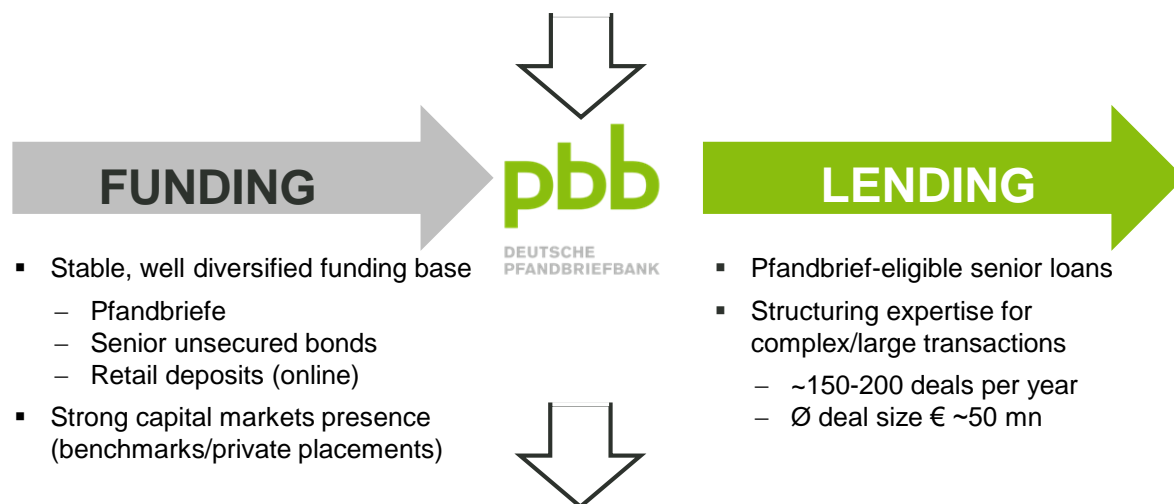 FUNDING
pbb
DEUTSCHE
PFANDBRIEFBANK
LENDING
▪ Stable, well diversified funding base
– Pfandbriefe
– Senior unsecured bonds
– Retail deposits (online)
▪ Strong capital markets presence
(benchmarks/private placements)
▪ Pfandbrief-eligible senior loans
▪ Structuring expertise for
complex/large transactions
– ~150-200 deals per year
– Ø deal size € ~50 mn